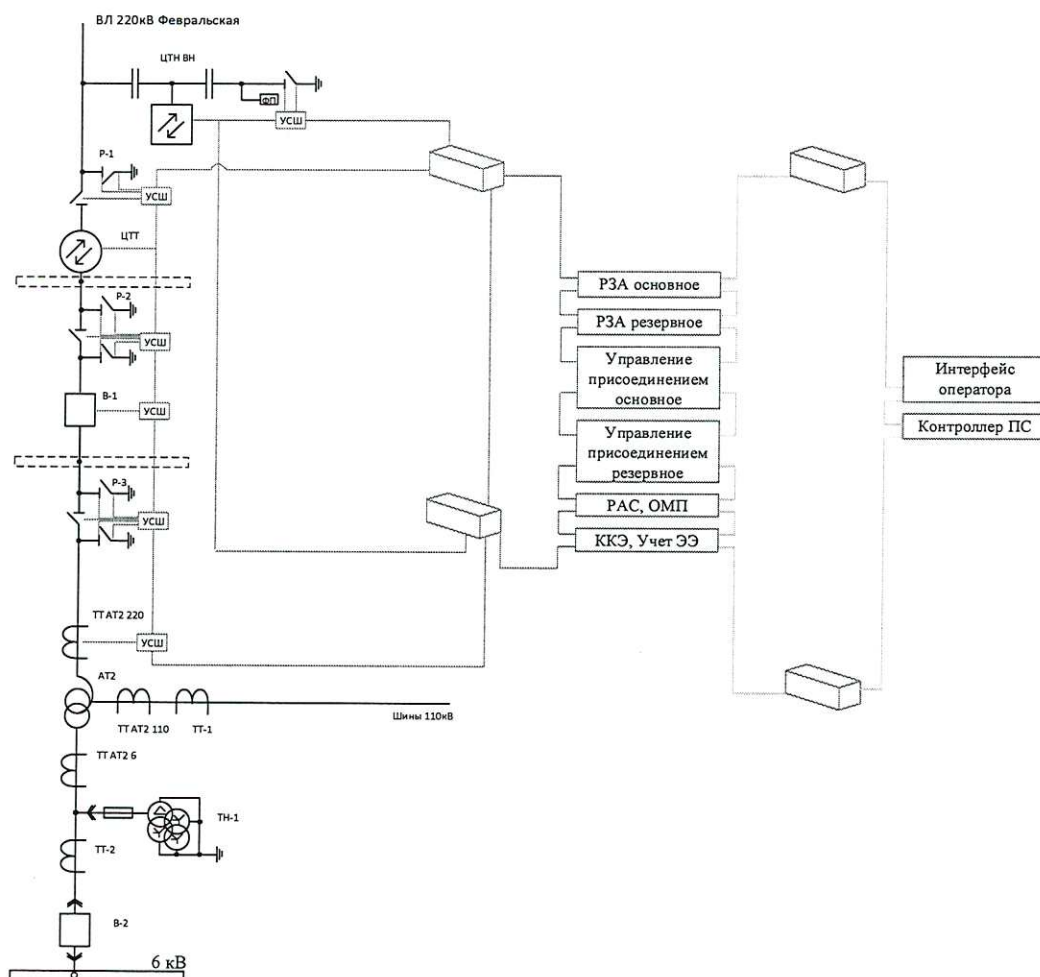 ВЛ 220кВ Февральская
ЦТН ВН
ФП
УСШ
Р-1
УСШ
ЦТТ
Р-2
УСШ
В-1
УСШ
Р-3
УСШ
ТТ АТ2 220
УСШ
АТ2
ТТ АТ2 110
ТТ-1
Шины 110кВ
ТТ АТ2 6
ТН-1
ТТ-2
В-2
6 кВ
РЗА основное
РЗА резервное
Управление
присоединением
основное
Управление
присоединением
резервное
РАС, ОМП
ККЭ, Учет ЭЭ
Интерфейс
оператора
Контроллер ПС